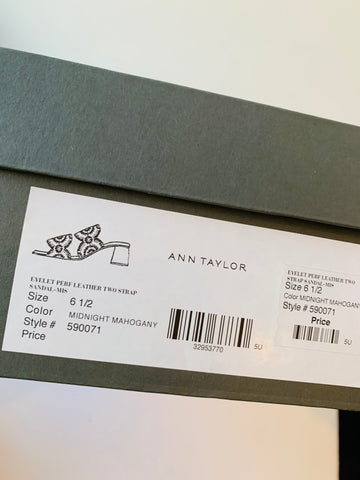 ANN TAYLOR
EYELET PERF LEATHER TWO STRAP
SANDAL-MIS
Size 6 1/2
Color MIDNIGHT MAHOGANY
Style # 590071
Price
32953770 5U
EYELET PERF LEATHER TWO
STRAP SANDAL-MIS
Size 6 1/2
Color MIDNIGHT MAHOGANY
Style # 590071
Price
5U